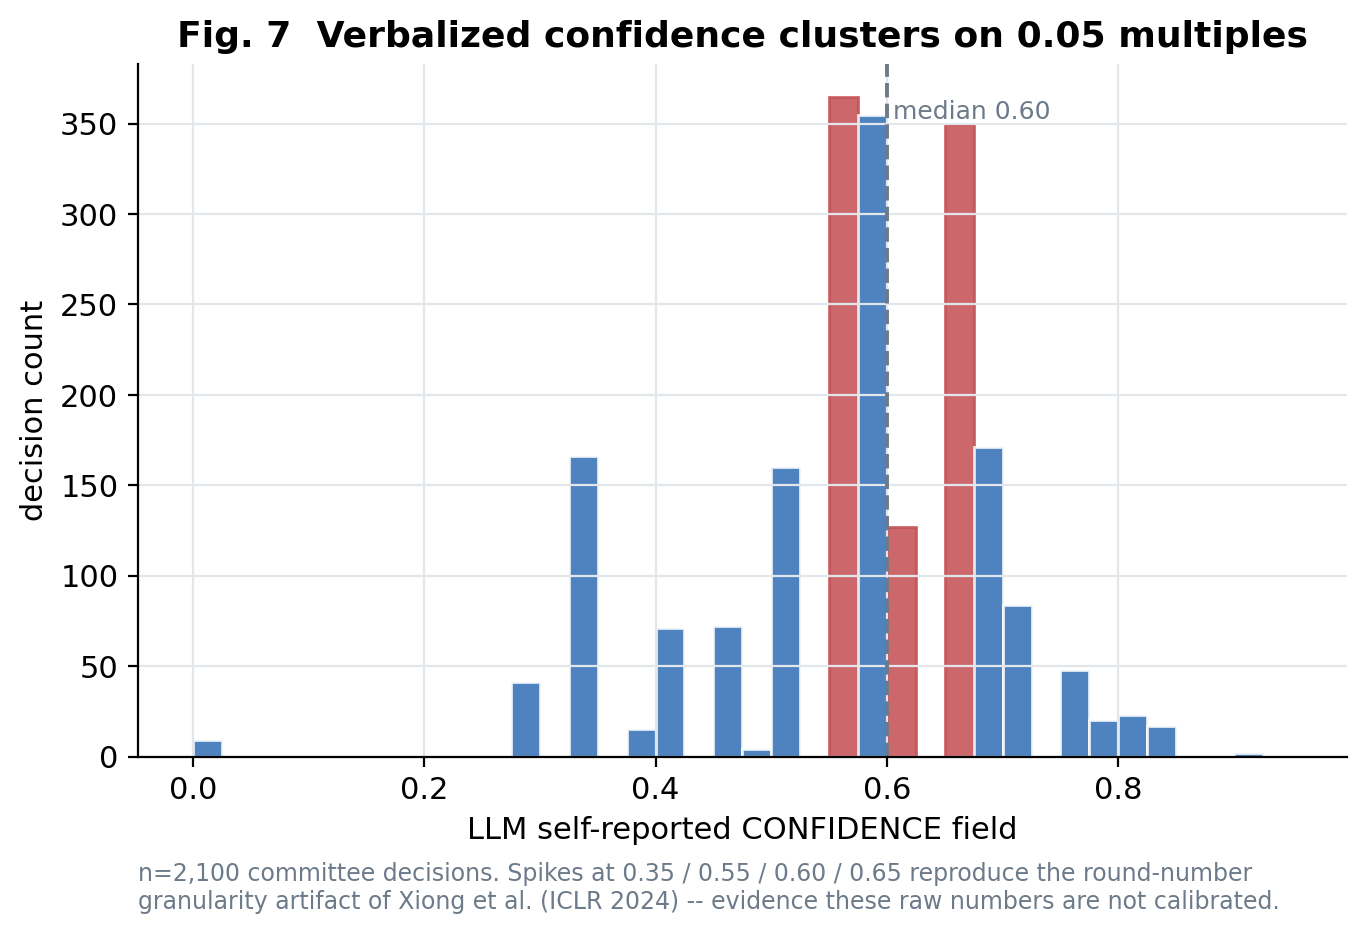 Fig. 7  Verbalized confidence clusters on 0.05 multiples
median 0.60
350
300
250
200
150
100
50
0
decision count
0.0 0.2 0.4 0.6 0.8
LLM self-reported CONFIDENCE field
n=2,100 committee decisions. Spikes at 0.35 / 0.55 / 0.60 / 0.65 reproduce the round-number
granularity artifact of Xiong et al. (ICLR 2024) -- evidence these raw numbers are not calibrated.